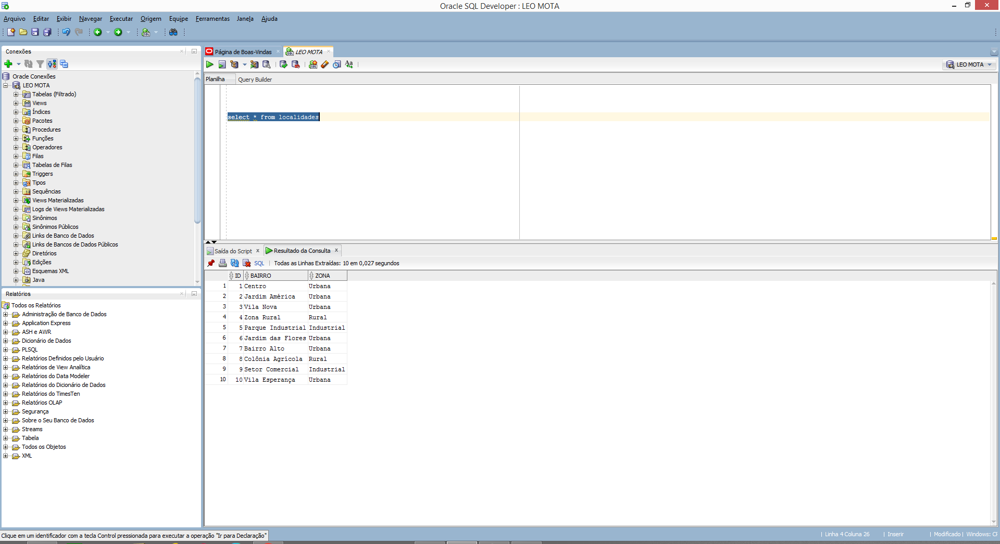 Oracle SQL Developer : LEO MOTA
Arquivo Editar Exibir Navegar Executar Origem Equipe Ferramentas Janela Ajuda
Conexões
Oracle Conexões
LEO MOTA
Tabelas (Filtrado)
Views
Índices
Pacotes
Procedures
Funções
Operadores
Filas
Tabelas de Filas
Triggers
Tipos
Sequências
Views Materializadas
Logs de Views Materializadas
Sinônimos
Sinônimos Públicos
Links de Banco de Dados
Links de Bancos de Dados Públicos
Diretórios
Edições
Esquemas XML
Java
Relatórios
Todos os Relatórios
Administração de Banco de Dados
Application Express
ASH e AWR
Dicionário de Dados
PLSQL
Relatórios Definidos pelo Usuário
Relatórios de View Analítica
Relatórios do Data Modeler
Relatórios do Dicionário de Dados
Relatórios do TimesTen
Relatórios OLAP
Segurança
Sobre o Seu Banco de Dados
Streams
Tabela
Todos os Objetos
XML
Página de Boas-Vindas LEO MOTA
LEO MOTA
Planilha Query Builder
select * from localidades
Saída do Script Resultado da Consulta
SQL Todas as Linhas Extraídas: 10 em 0,027 segundos
ID BAIRRO ZONA
1 1 Centro Urbana
2 2 Jardim América Urbana
3 3 Vila Nova Urbana
4 4 Zona Rural Rural
5 5 Parque Industrial Industrial
6 6 Jardim das Flores Urbana
7 7 Bairro Alto Urbana
8 8 Colônia Agrícola Rural
9 9 Setor Comercial Industrial
10 10 Vila Esperança Urbana
Clique em um identificador com a tecla Control pressionada para executar a operação "Ir para Declaração"
| Linha 4 Coluna 26 | Inserir | Modificado | Windows: